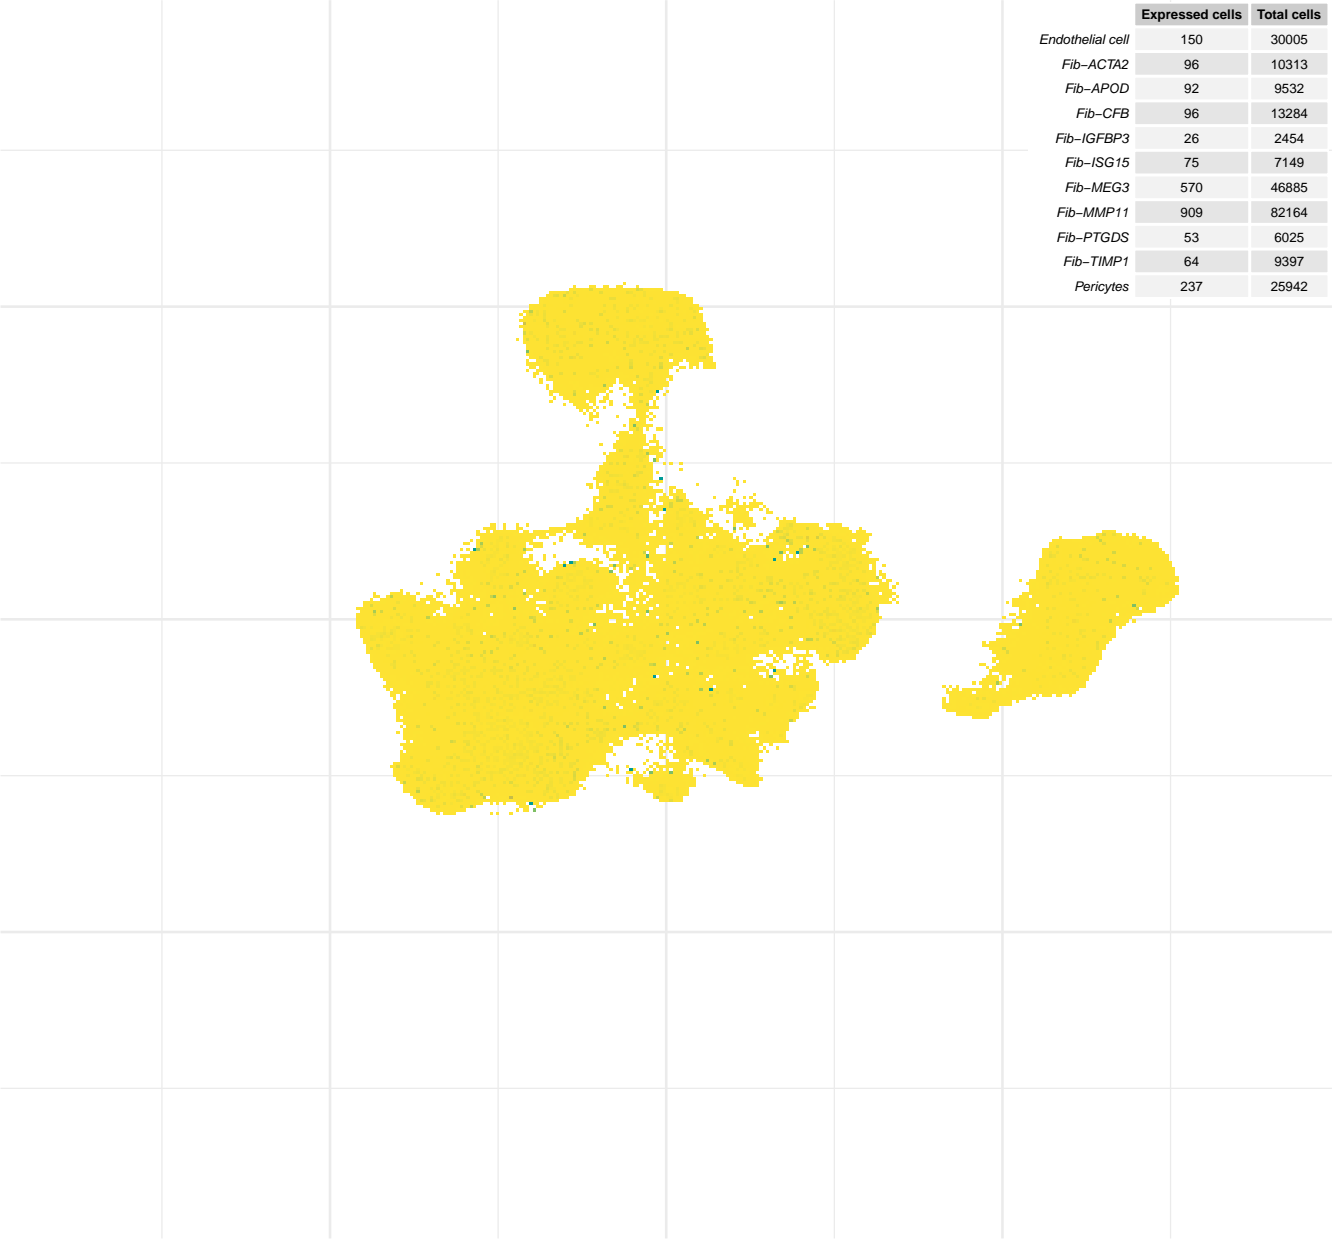 Expressed cells Total cells
Endothelial cell 150 30005
Fib−ACTA2 96 10313
Fib−APOD 92 9532
Fib−CFB 96 13284
Fib−IGFBP3 26 2454
Fib−ISG15 75 7149
Fib−MEG3 570 46885
Fib−MMP11 909 82164
Fib−PTGDS 53 6025
Fib−TIMP1 64 9397
Pericytes 237 25942